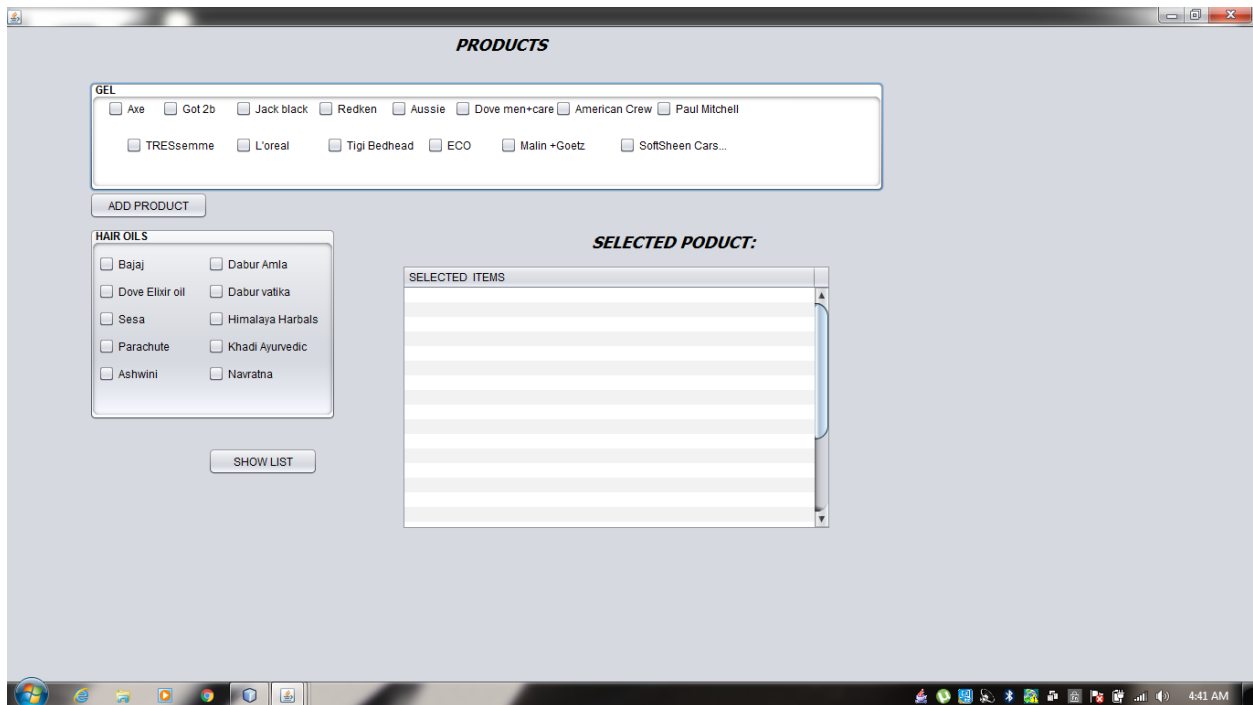 PRODUCTS
GEL
Axe Got 2b Jack black Redken Aussie Dove men+care American Crew Paul Mitchell
TRESsemme L'oreal Tigi Bedhead ECO Malin +Goetz SoftSheen Cars...
ADD PRODUCT
HAIR OILS
Bajaj Dabur Amla
Dove Elixir oil Dabur vatika
Sesa Himalaya Harbals
Parachute Khadi Ayurvedic
Ashwini Navratna
SHOW LIST
SELECTED PODUCT:
SELECTED ITEMS
4:41 AM